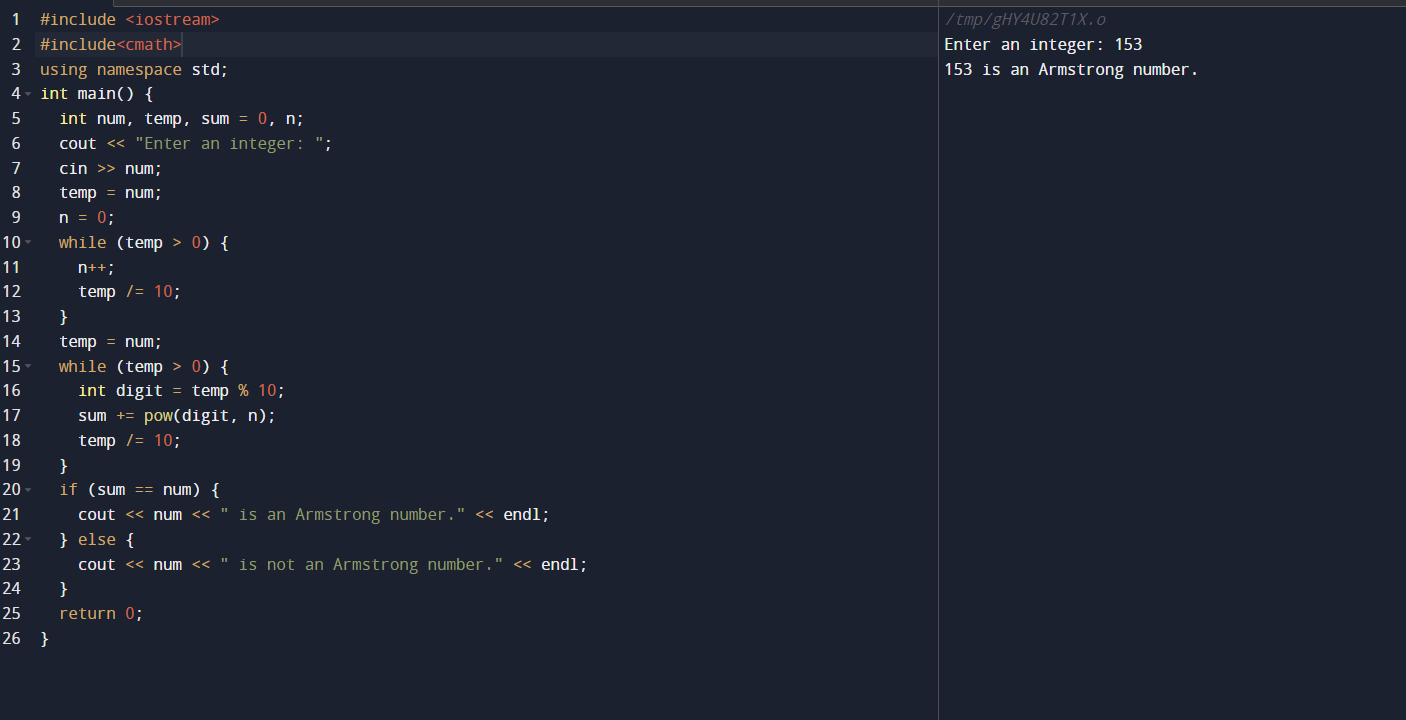 1 #include <iostream>
2 #include<cmath>
3 using namespace std;
4 int main() {
5 int num, temp, sum = 0, n;
6 cout << "Enter an integer: ";
7 cin >> num;
8 temp = num;
9 n = 0;
10 while (temp > 0) {
11 n++;
12 temp /= 10;
13 }
14 temp = num;
15 while (temp > 0) {
16 int digit = temp % 10;
17 sum += pow(digit, n);
18 temp /= 10;
19 }
20 if (sum == num) {
21 cout << num << " is an Armstrong number." << endl;
22 } else {
23 cout << num << " is not an Armstrong number." << endl;
24 }
25 return 0;
26 }
/tmp/gHY4U82T1X.o
Enter an integer: 153
153 is an Armstrong number.